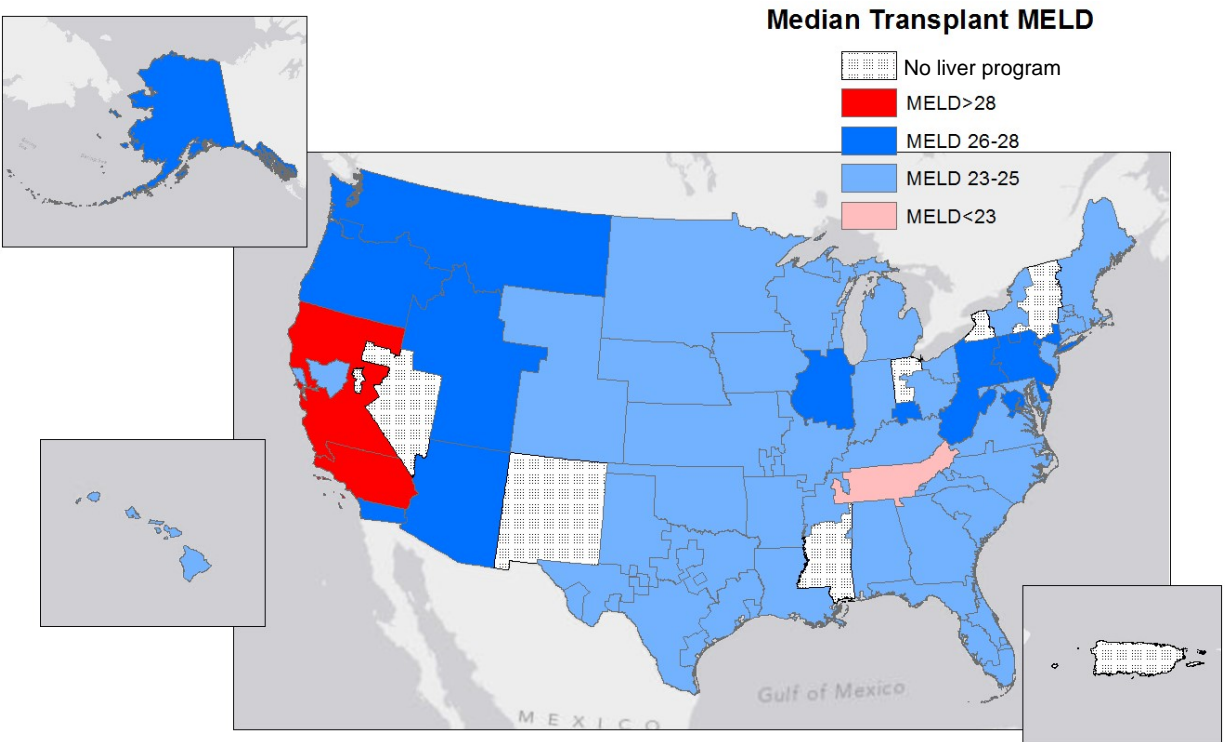 Median Transplant MELD
No liver program
MELD>28
MELD 26-28
MELD 23-25
MELD<23
Gulf of Mexico
MEXICO